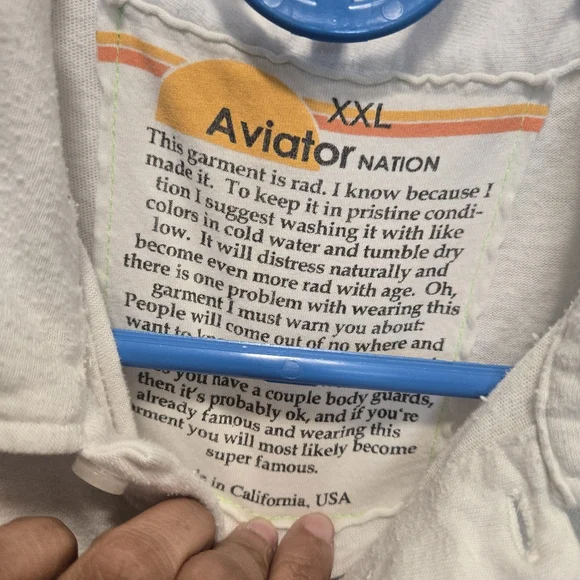 XXL
Aviator NATION
This garment is rad. I know because I
made it. To keep it in pristine condi-
tion I suggest washing it with like
colors in cold water and tumble dry
low. It will distress naturally and
become even more rad with age. Oh,
there is one problem with wearing this
garment I must warn you about:
People will come out of no where and
want to
you have a couple body guards,
then it's probably ok, and if you're
already famous and wearing this
you will most likely become
super famous.
in California, USA